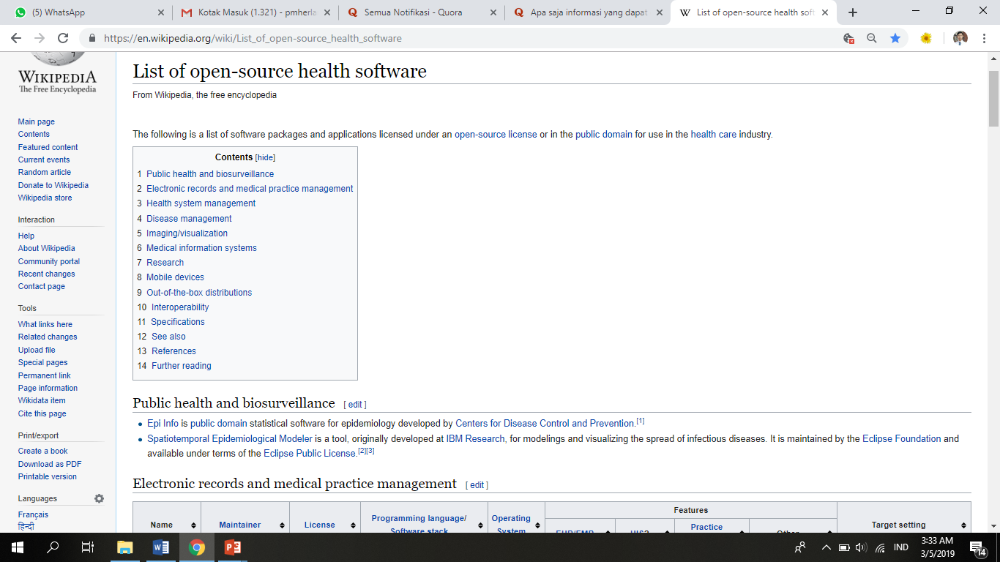 (5) WhatsApp
Kotak Masuk (1.321) - pmherla
Semua Notifikasi - Quora
Apa saja informasi yang dapat
List of open-source health soft
https://en.wikipedia.org/wiki/List_of_open-source_health_software
WIKIPEDIA
The Free Encyclopedia
Main page
Contents
Featured content
Current events
Random article
Donate to Wikipedia
Wikipedia store
Interaction
Help
About Wikipedia
Community portal
Recent changes
Contact page
Tools
What links here
Related changes
Upload file
Special pages
Permanent link
Page information
Wikidata item
Cite this page
Print/export
Create a book
Download as PDF
Printable version
Languages
Français
हिन्दी
List of open-source health software
From Wikipedia, the free encyclopedia
The following is a list of software packages and applications licensed under an open-source license or in the public domain for use in the health care industry.
Contents [hide]
1 Public health and biosurveillance
2 Electronic records and medical practice management
3 Health system management
4 Disease management
5 Imaging/visualization
6 Medical information systems
7 Research
8 Mobile devices
9 Out-of-the-box distributions
10 Interoperability
11 Specifications
12 See also
13 References
14 Further reading
Public health and biosurveillance [ edit ]
• Epi Info is public domain statistical software for epidemiology developed by Centers for Disease Control and Prevention.[1]
• Spatiotemporal Epidemiological Modeler is a tool, originally developed at IBM Research, for modelings and visualizing the spread of infectious diseases. It is maintained by the Eclipse Foundation and
available under terms of the Eclipse Public License.[2][3]
Electronic records and medical practice management [ edit ]
Features
Name
Maintainer
License
Programming language/
Software stack
Operating
System
Practice
Target setting
IND
3:33 AM
3/5/2019
14